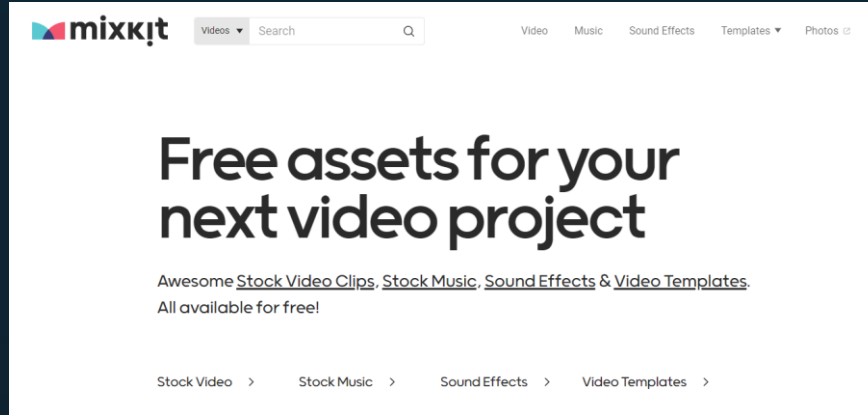 mixkit
Videos Search
Video Music Sound Effects Templates Photos
Free assets for your
next video project
Awesome Stock Video Clips, Stock Music, Sound Effects & Video Templates.
All available for free!
Stock Video > Stock Music > Sound Effects > Video Templates >